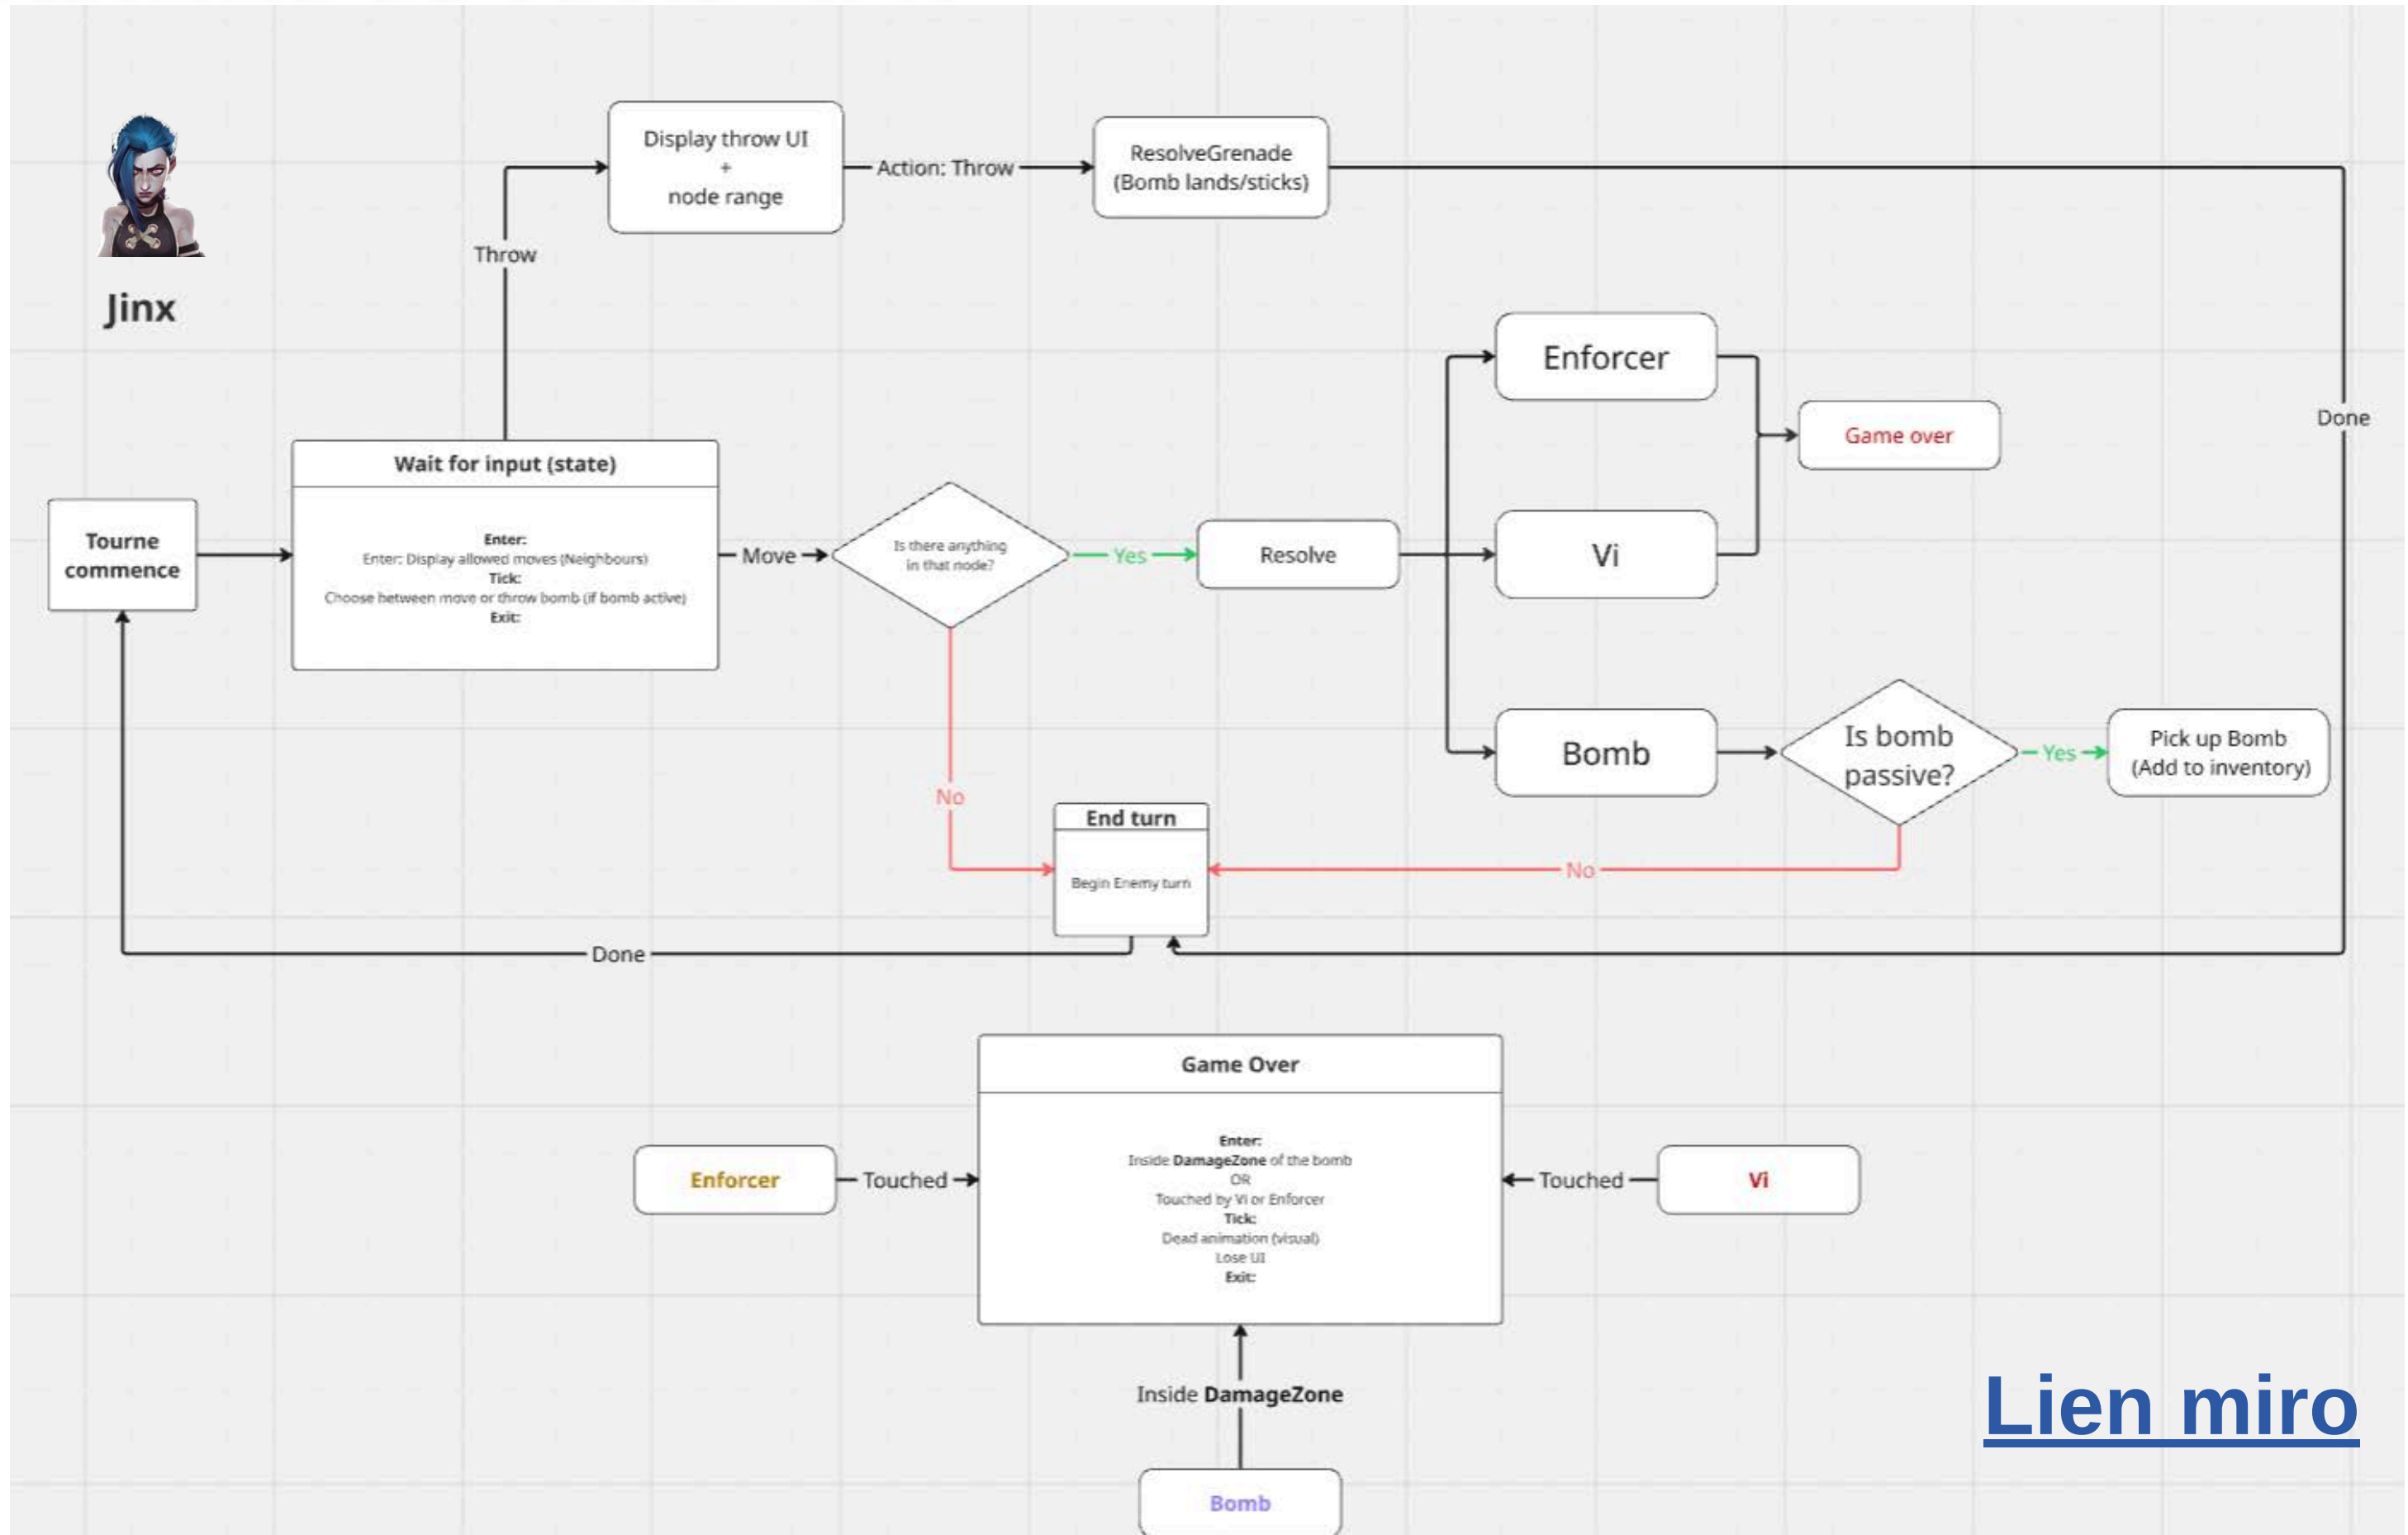 Display throw UI
+
node range
Action: Throw
ResolveGrenade
(Bomb lands/sticks)
Throw
Jinx
Enforcer
Game over
Done
Wait for input (state)
Enter:
Enter: Display allowed moves (Neighbours)
Tick:
Choose between move or throw bomb (if bomb active)
Exit:
Tourne
commence
Move
Is there anything
in that node?
Yes
Resolve
Vi
Bomb
Is bomb
passive?
Yes
Pick up Bomb
(Add to inventory)
No
End turn
Begin Enemy turn
No
Done
Game Over
Enter:
Inside DamageZone of the bomb
OR
Touched by Vi or Enforcer
Tick:
Dead animation (visual)
Lose UI
Exit:
Enforcer
Touched
Touched
Vi
Inside DamageZone
Bomb
Lien miro